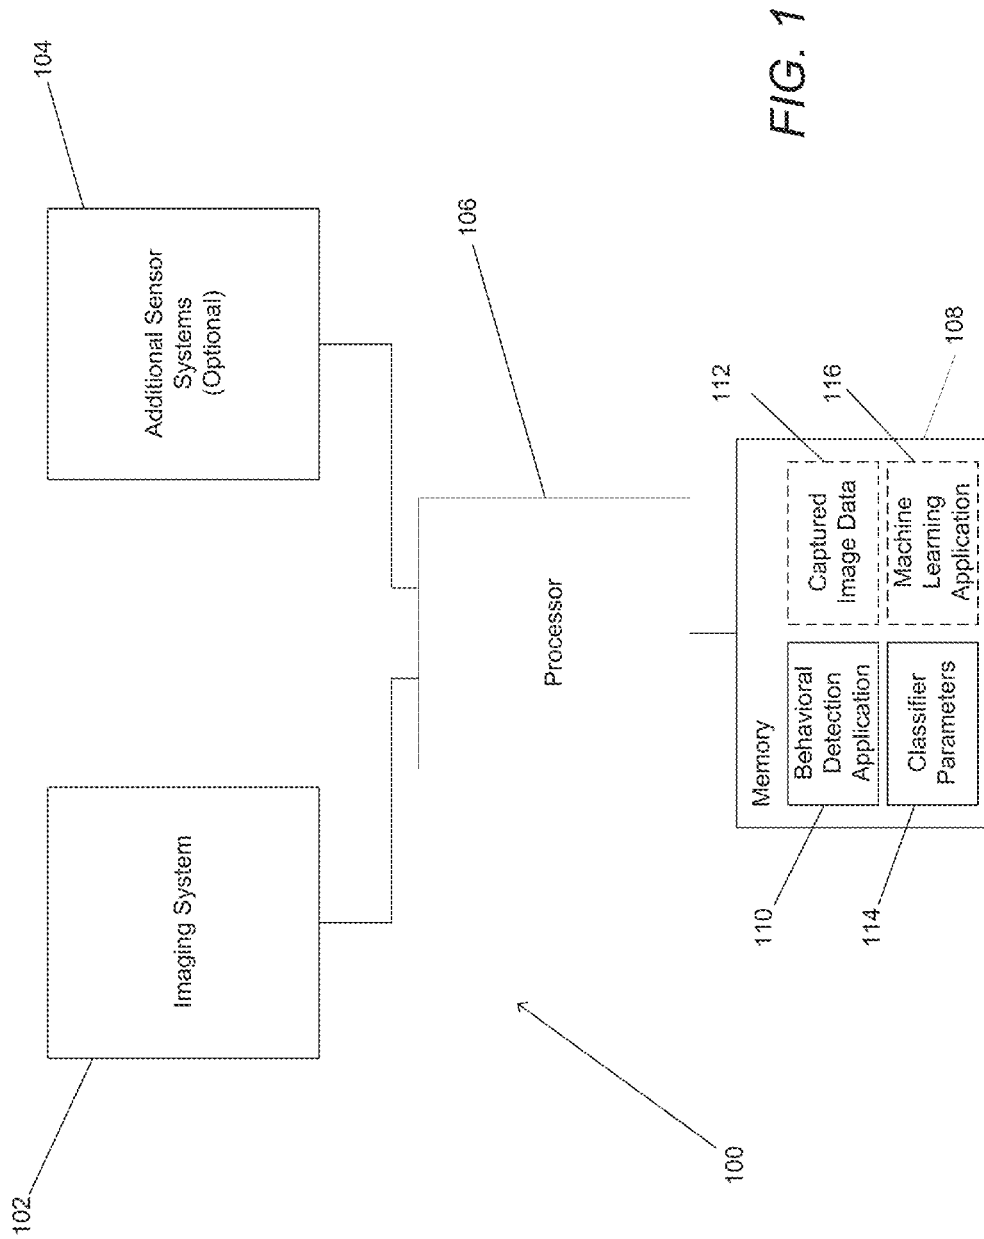 102
Imaging System
104
Additional Sensor
Systems
(Optional)
106
Processor
100
108
Memory
110
Behavioral
Detection
Application
112
Captured
Image Data
114
Classifier
Parameters
116
Machine
Learning
Application
FIG. 1